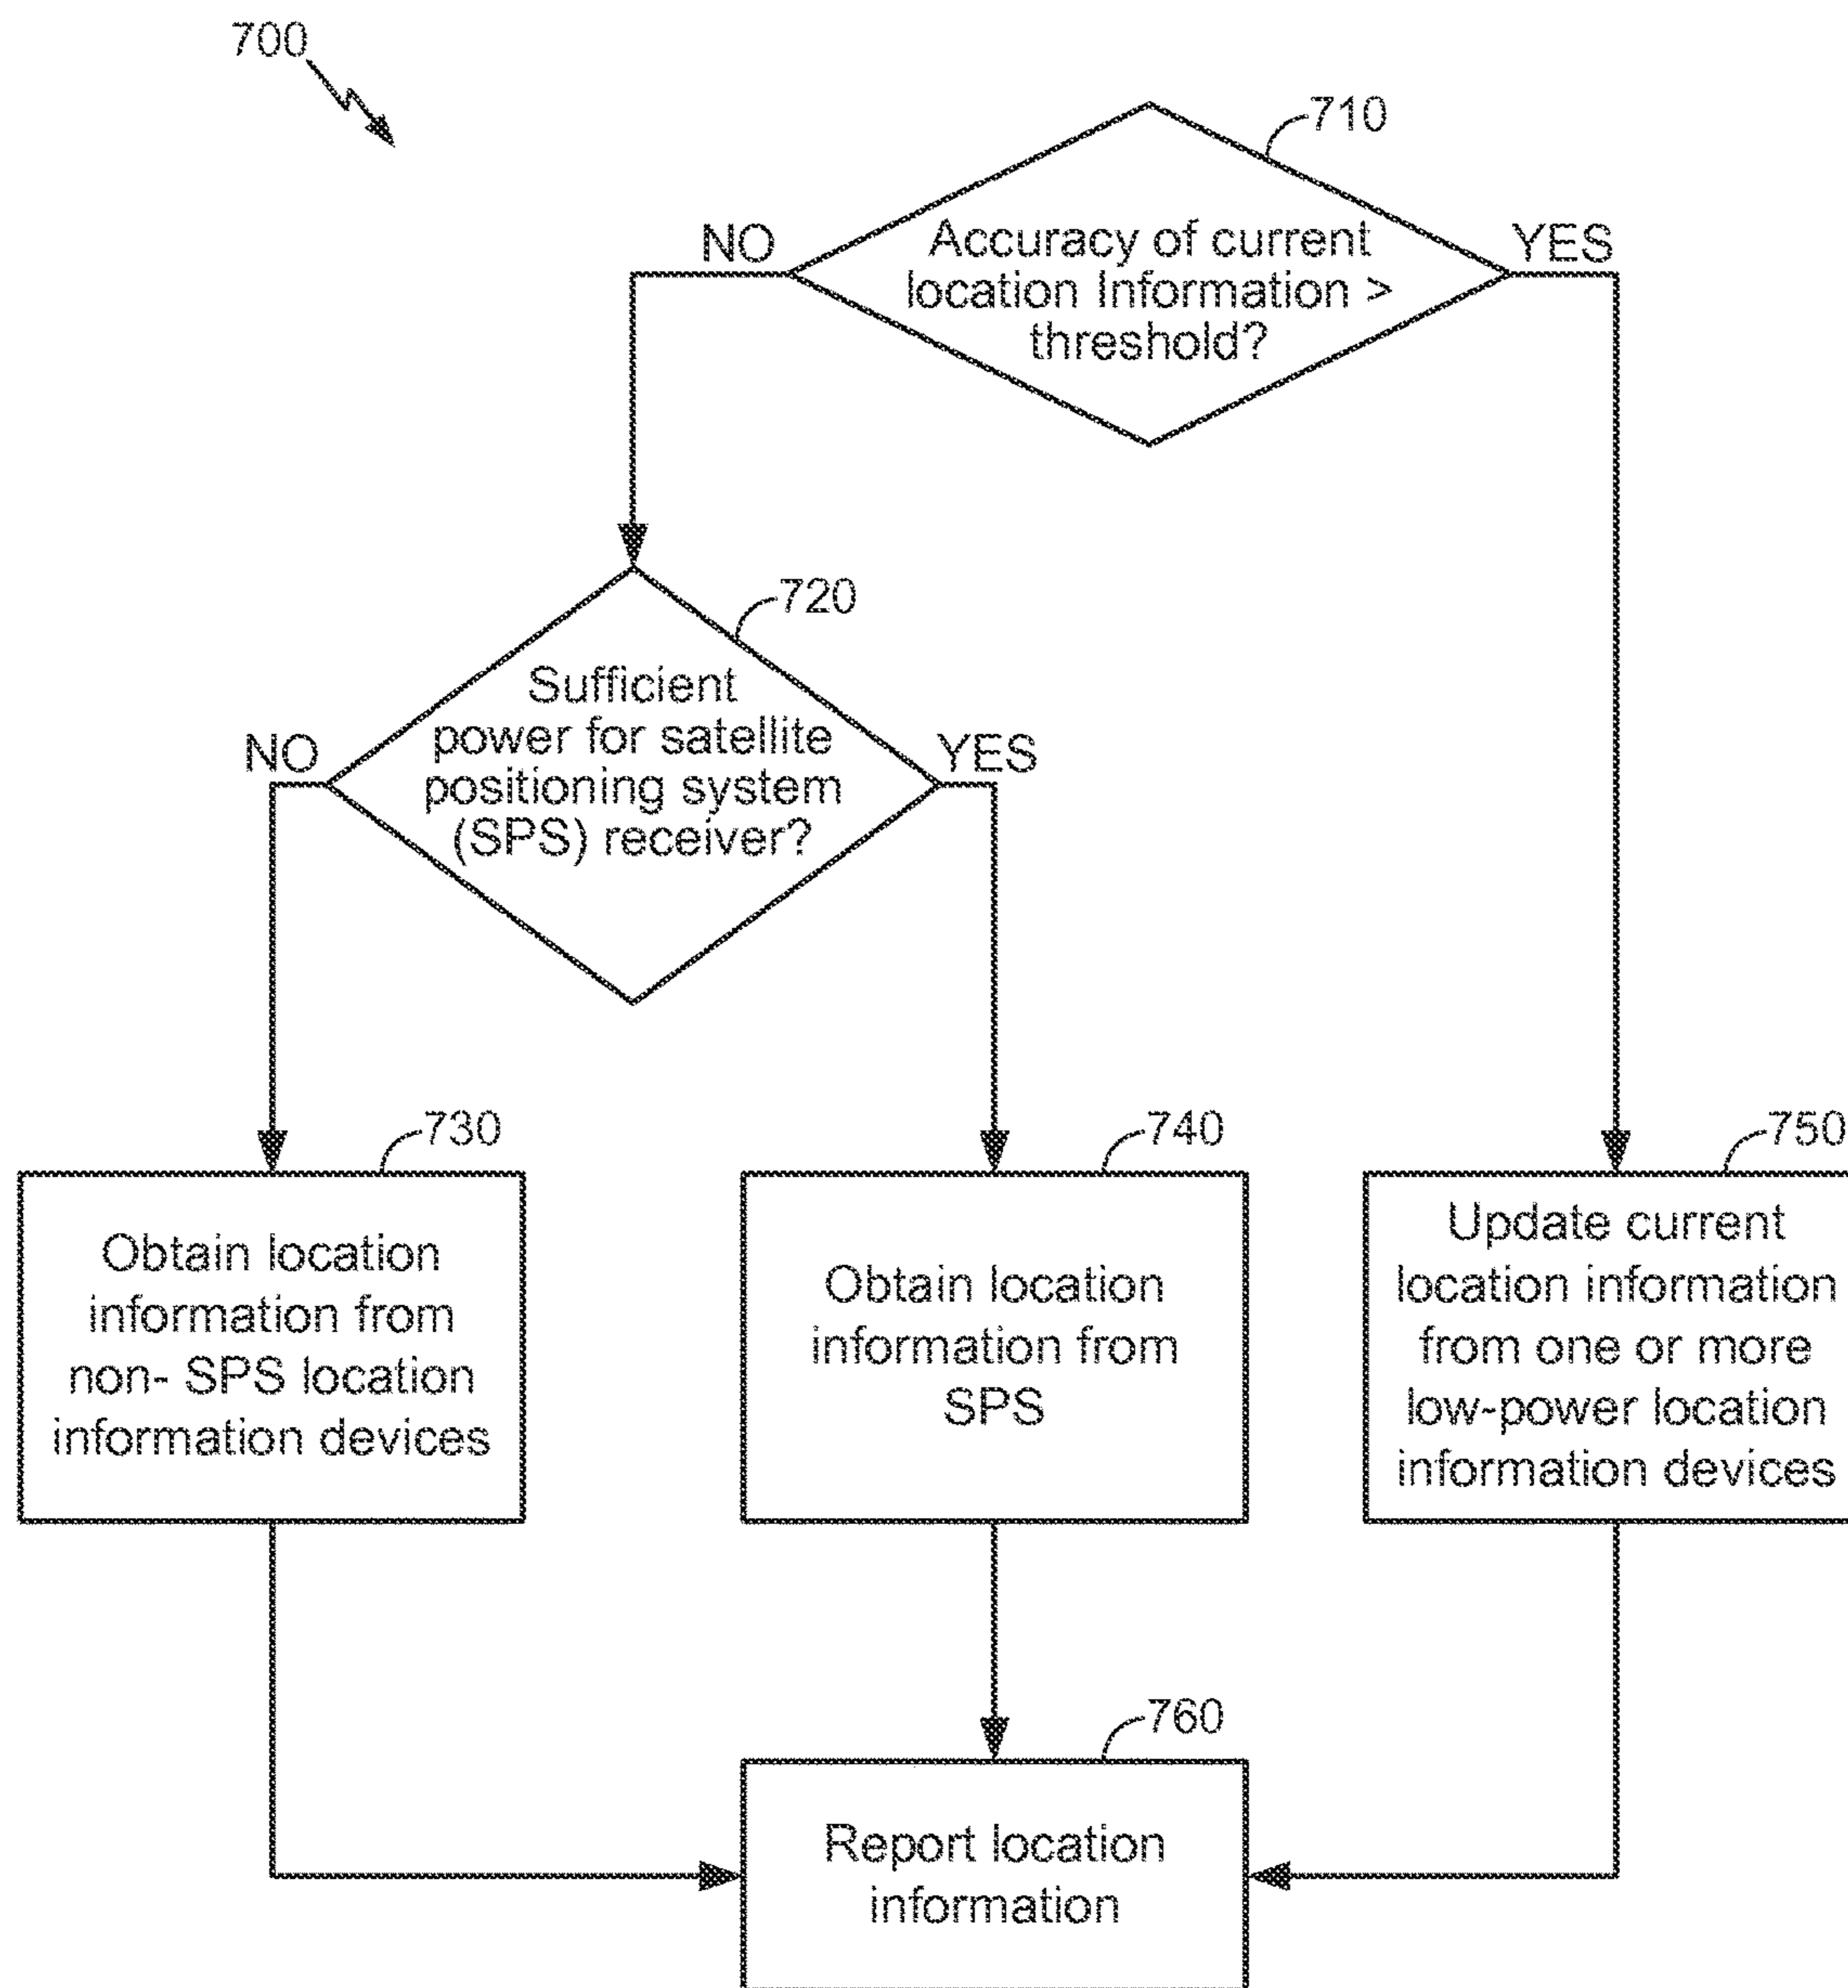 700
710
NO
YES
Accuracy of current
location Information >
threshold?
720
NO
YES
Sufficient
power for satellite
positioning system
(SPS) receiver?
730
740
750
Obtain location
information from
non- SPS location
information devices
Obtain location
information from
SPS
Update current
location information
from one or more
low-power location
information devices
760
Report location
information